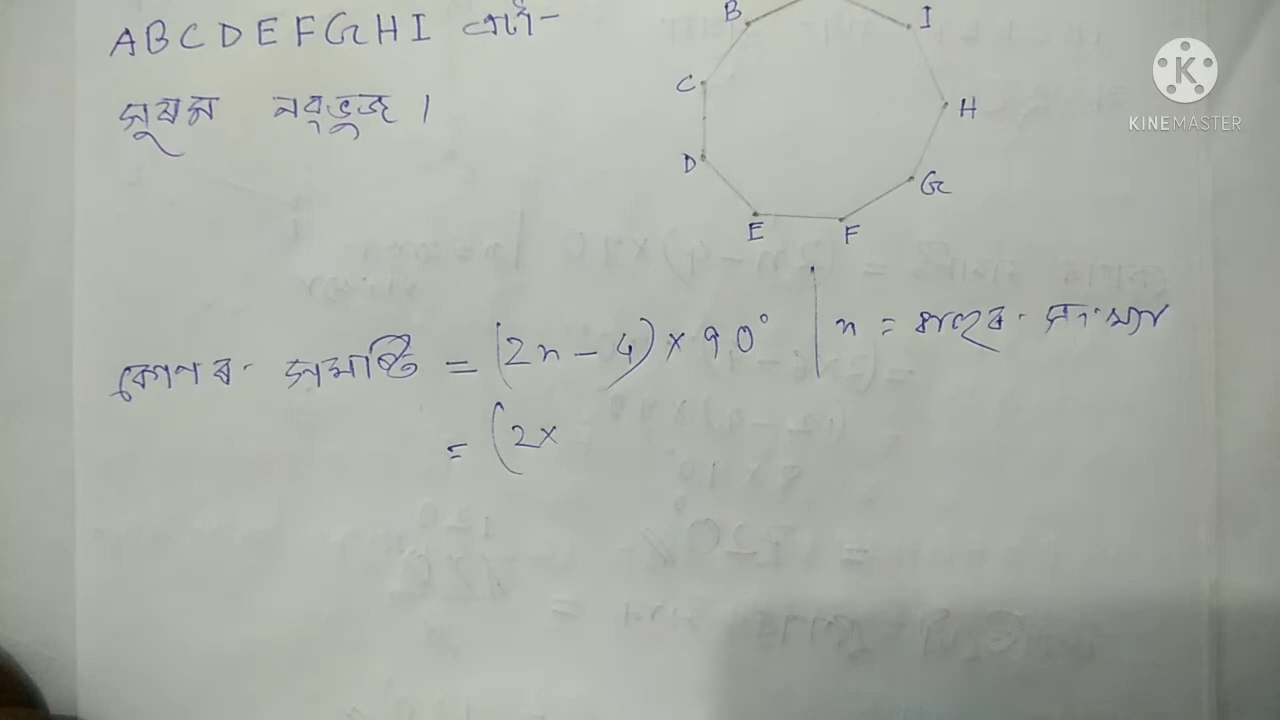 ABCDEFGHI এটা
সুষম নৱভুজ।
B
I
C
H
D
G
E
F
কোণৰ সমষ্টি = (2n - 4) × 90° | n = বাহুৰ সংখ্যা
= (2×
KINEMASTER